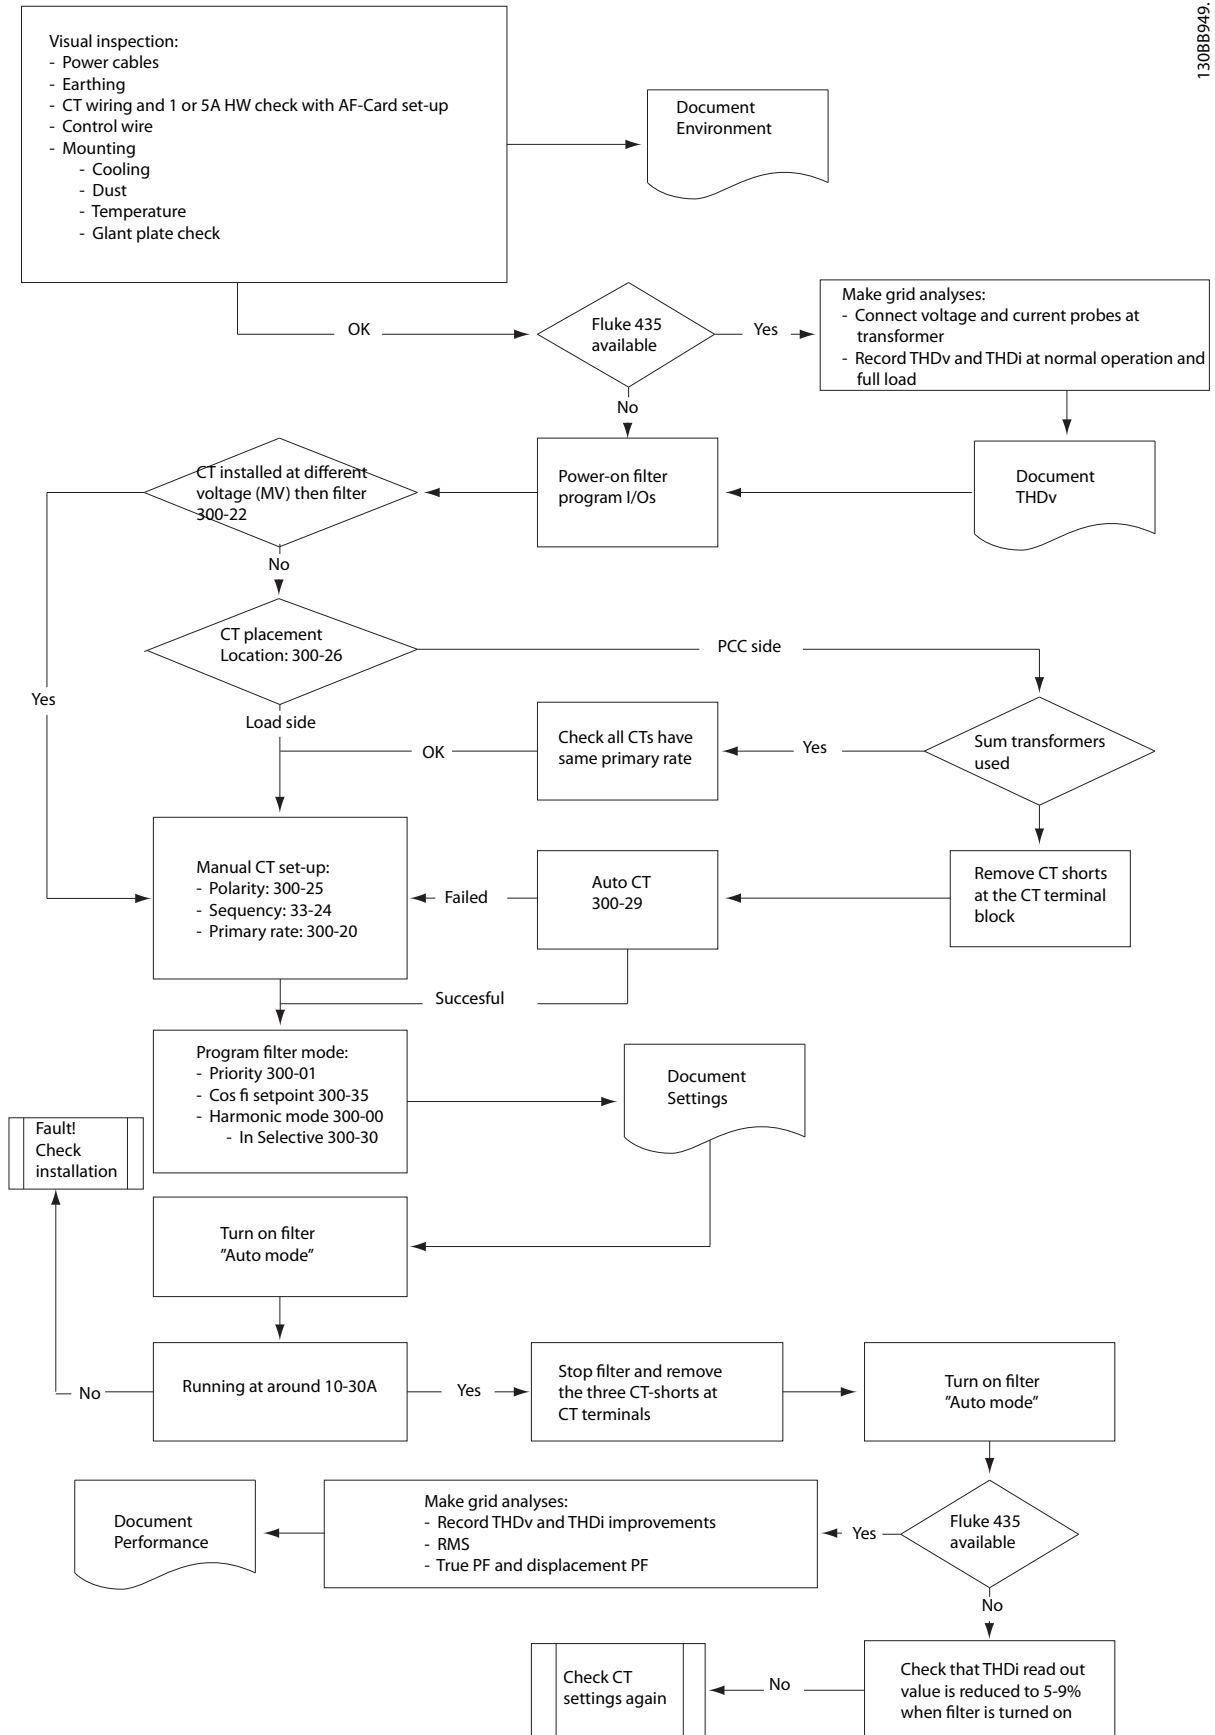 130BB949.
Visual inspection:
- Power cables
- Earthing
- CT wiring and 1 or 5A HW check with AF-Card set-up
- Control wire
- Mounting
- Cooling
- Dust
- Temperature
- Glant plate check
Document
Environment
OK
Fluke 435
available
Yes
Make grid analyses:
- Connect voltage and current probes at
transformer
- Record THDv and THDi at normal operation and
full load
No
CT installed at different
voltage (MV) then filter
300-22
Power-on filter
program I/Os
Document
THDv
No
CT placement
Location: 300-26
PCC side
Yes
Load side
OK
Check all CTs have
same primary rate
Yes
Sum transformers
used
Manual CT set-up:
- Polarity: 300-25
- Sequency: 33-24
- Primary rate: 300-20
Failed
Auto CT
300-29
Remove CT shorts
at the CT terminal
block
Succesful
Program filter mode:
- Priority 300-01
- Cos fi setpoint 300-35
- Harmonic mode 300-00
- In Selective 300-30
Document
Settings
Fault!
Check
installation
Turn on filter
"Auto mode"
No
Running at around 10-30A
Yes
Stop filter and remove
the three CT-shorts at
CT terminals
Turn on filter
"Auto mode"
Document
Performance
Make grid analyses:
- Record THDv and THDi improvements
- RMS
- True PF and displacement PF
Yes
Fluke 435
available
No
Check CT
settings again
No
Check that THDi read out
value is reduced to 5-9%
when filter is turned on